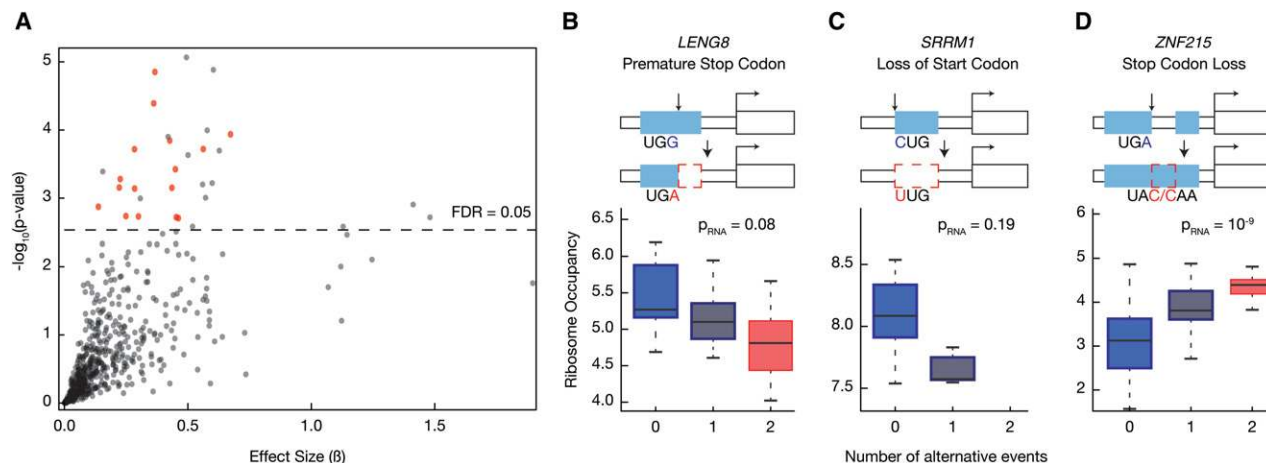 A
5
4
3
2
1
0
-log10(p-value)
FDR = 0.05
0.0
0.5
1.0
1.5
Effect Size (ß)
B
LENG8
Premature Stop Codon
UGG
UGA
6.5
6.0
5.5
5.0
4.5
4.0
Ribosome Occupancy
pRNA = 0.08
0
1
2
C
SRRM1
Loss of Start Codon
CUG
UUG
8.5
8.0
7.5
pRNA = 0.19
0
1
2
Number of alternative events
D
ZNF215
Stop Codon Loss
UGA
UAC/CAA
6
5
4
3
2
pRNA = 10-9
0
1
2